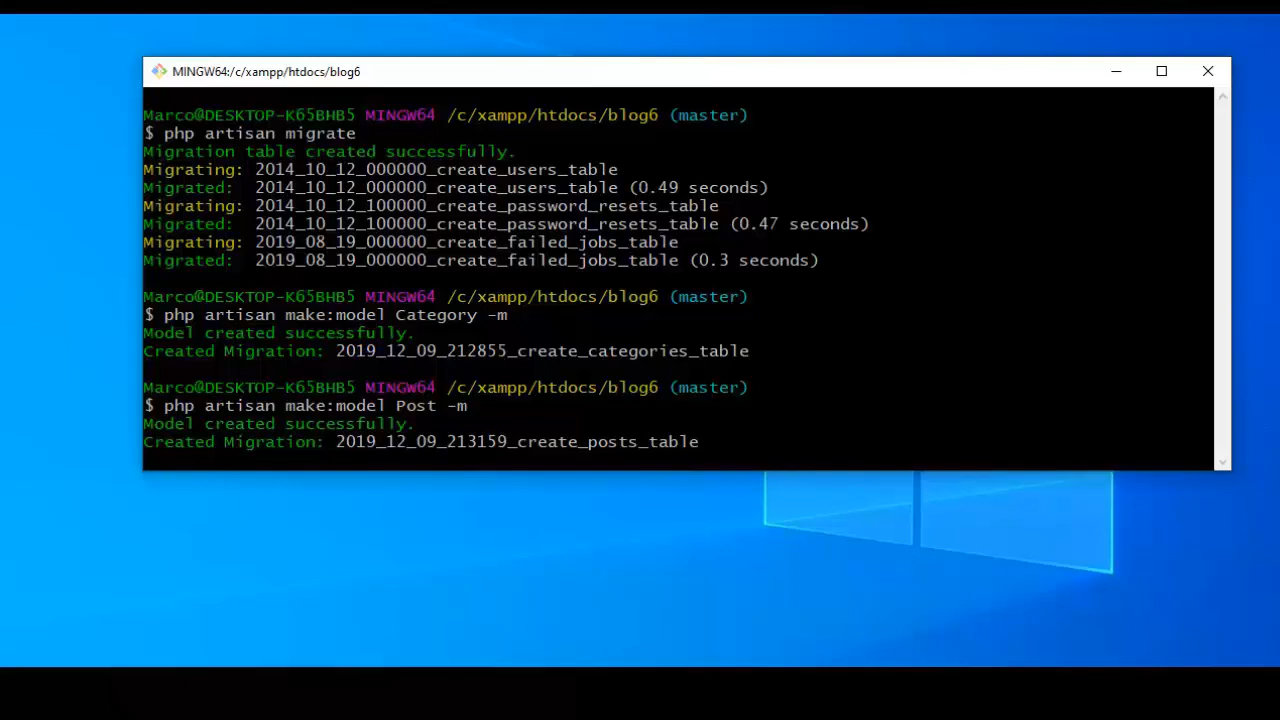 MINGW64:/c/xampp/htdocs/blog6
Marco@DESKTOP-K65BHB5 MINGW64 /c/xampp/htdocs/blog6 (master)
$ php artisan migrate
Migration table created successfully.
Migrating: 2014_10_12_000000_create_users_table
Migrated:  2014_10_12_000000_create_users_table (0.49 seconds)
Migrating: 2014_10_12_100000_create_password_resets_table
Migrated:  2014_10_12_100000_create_password_resets_table (0.47 seconds)
Migrating: 2019_08_19_000000_create_failed_jobs_table
Migrated:  2019_08_19_000000_create_failed_jobs_table (0.3 seconds)
Marco@DESKTOP-K65BHB5 MINGW64 /c/xampp/htdocs/blog6 (master)
$ php artisan make:model Category -m
Model created successfully.
Created Migration: 2019_12_09_212855_create_categories_table
Marco@DESKTOP-K65BHB5 MINGW64 /c/xampp/htdocs/blog6 (master)
$ php artisan make:model Post -m
Model created successfully.
Created Migration: 2019_12_09_213159_create_posts_table